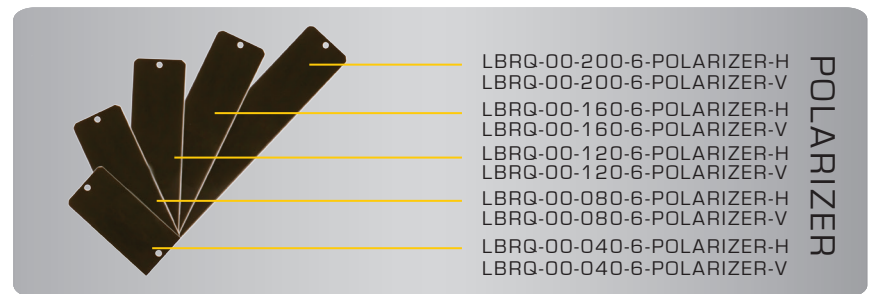 LBRQ-00-200-6-POLARIZER-H
LBRQ-00-200-6-POLARIZER-V
LBRQ-00-160-6-POLARIZER-H
LBRQ-00-160-6-POLARIZER-V
LBRQ-00-120-6-POLARIZER-H
LBRQ-00-120-6-POLARIZER-V
LBRQ-00-080-6-POLARIZER-H
LBRQ-00-080-6-POLARIZER-V
LBRQ-00-040-6-POLARIZER-H
LBRQ-00-040-6-POLARIZER-V
POLARIZER